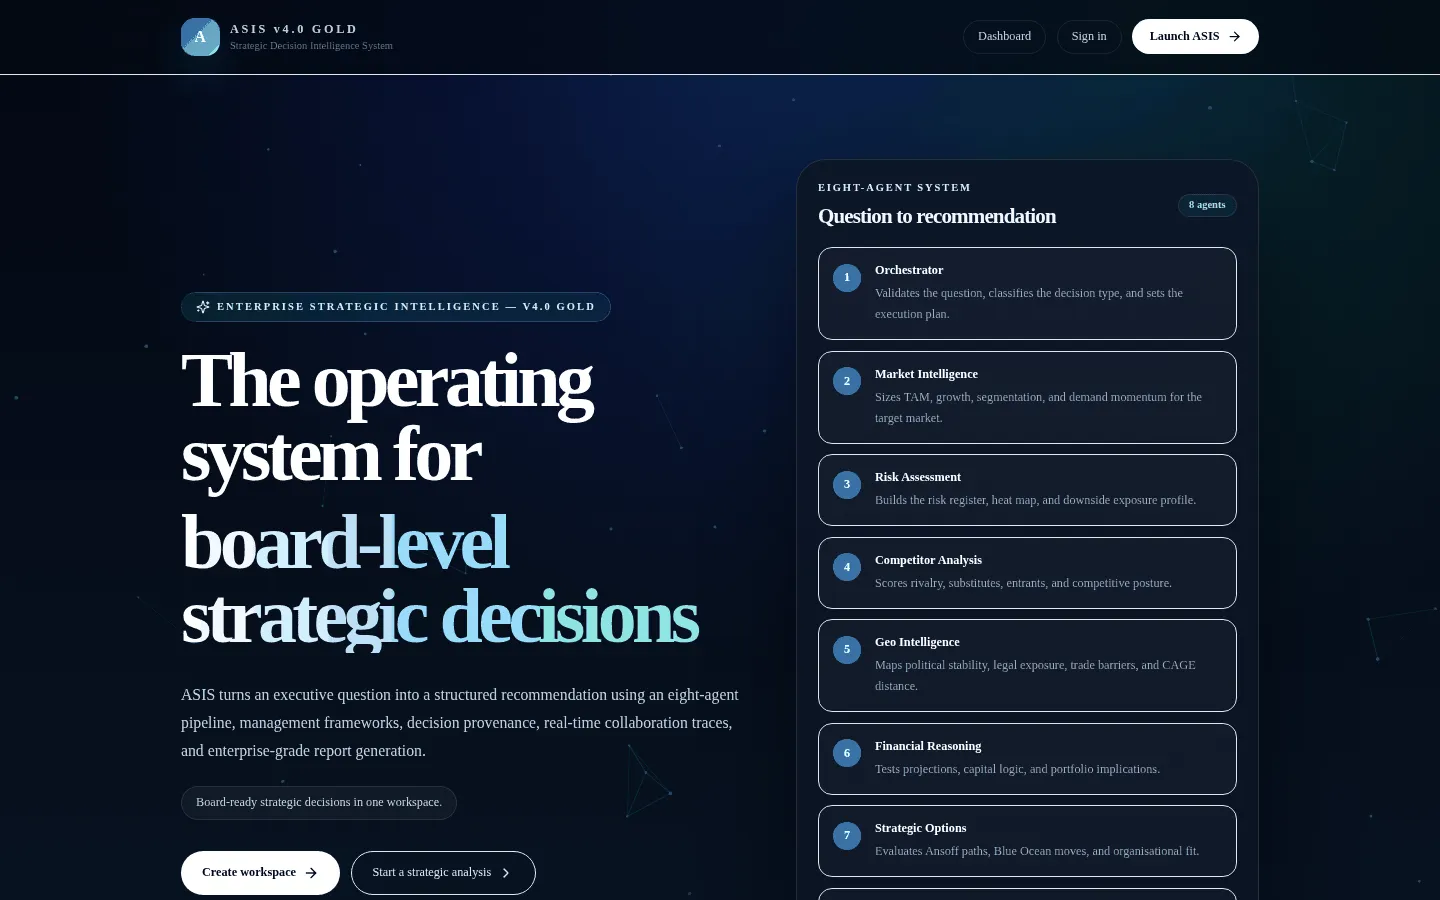 A
ASIS v4.0 GOLD
Strategic Decision Intelligence System
Dashboard
Sign in
Launch ASIS
ENTERPRISE STRATEGIC INTELLIGENCE — V4.0 GOLD
The operating
system for
board-level
strategic decisions
ASIS turns an executive question into a structured recommendation using an eight-agent
pipeline, management frameworks, decision provenance, real-time collaboration traces,
and enterprise-grade report generation.
Board-ready strategic decisions in one workspace.
Create workspace
Start a strategic analysis
EIGHT-AGENT SYSTEM
Question to recommendation
8 agents
1
Orchestrator
Validates the question, classifies the decision type, and sets the
execution plan.
2
Market Intelligence
Sizes TAM, growth, segmentation, and demand momentum for the
target market.
3
Risk Assessment
Builds the risk register, heat map, and downside exposure profile.
4
Competitor Analysis
Scores rivalry, substitutes, entrants, and competitive posture.
5
Geo Intelligence
Maps political stability, legal exposure, trade barriers, and CAGE
distance.
6
Financial Reasoning
Tests projections, capital logic, and portfolio implications.
7
Strategic Options
Evaluates Ansoff paths, Blue Ocean moves, and organisational fit.